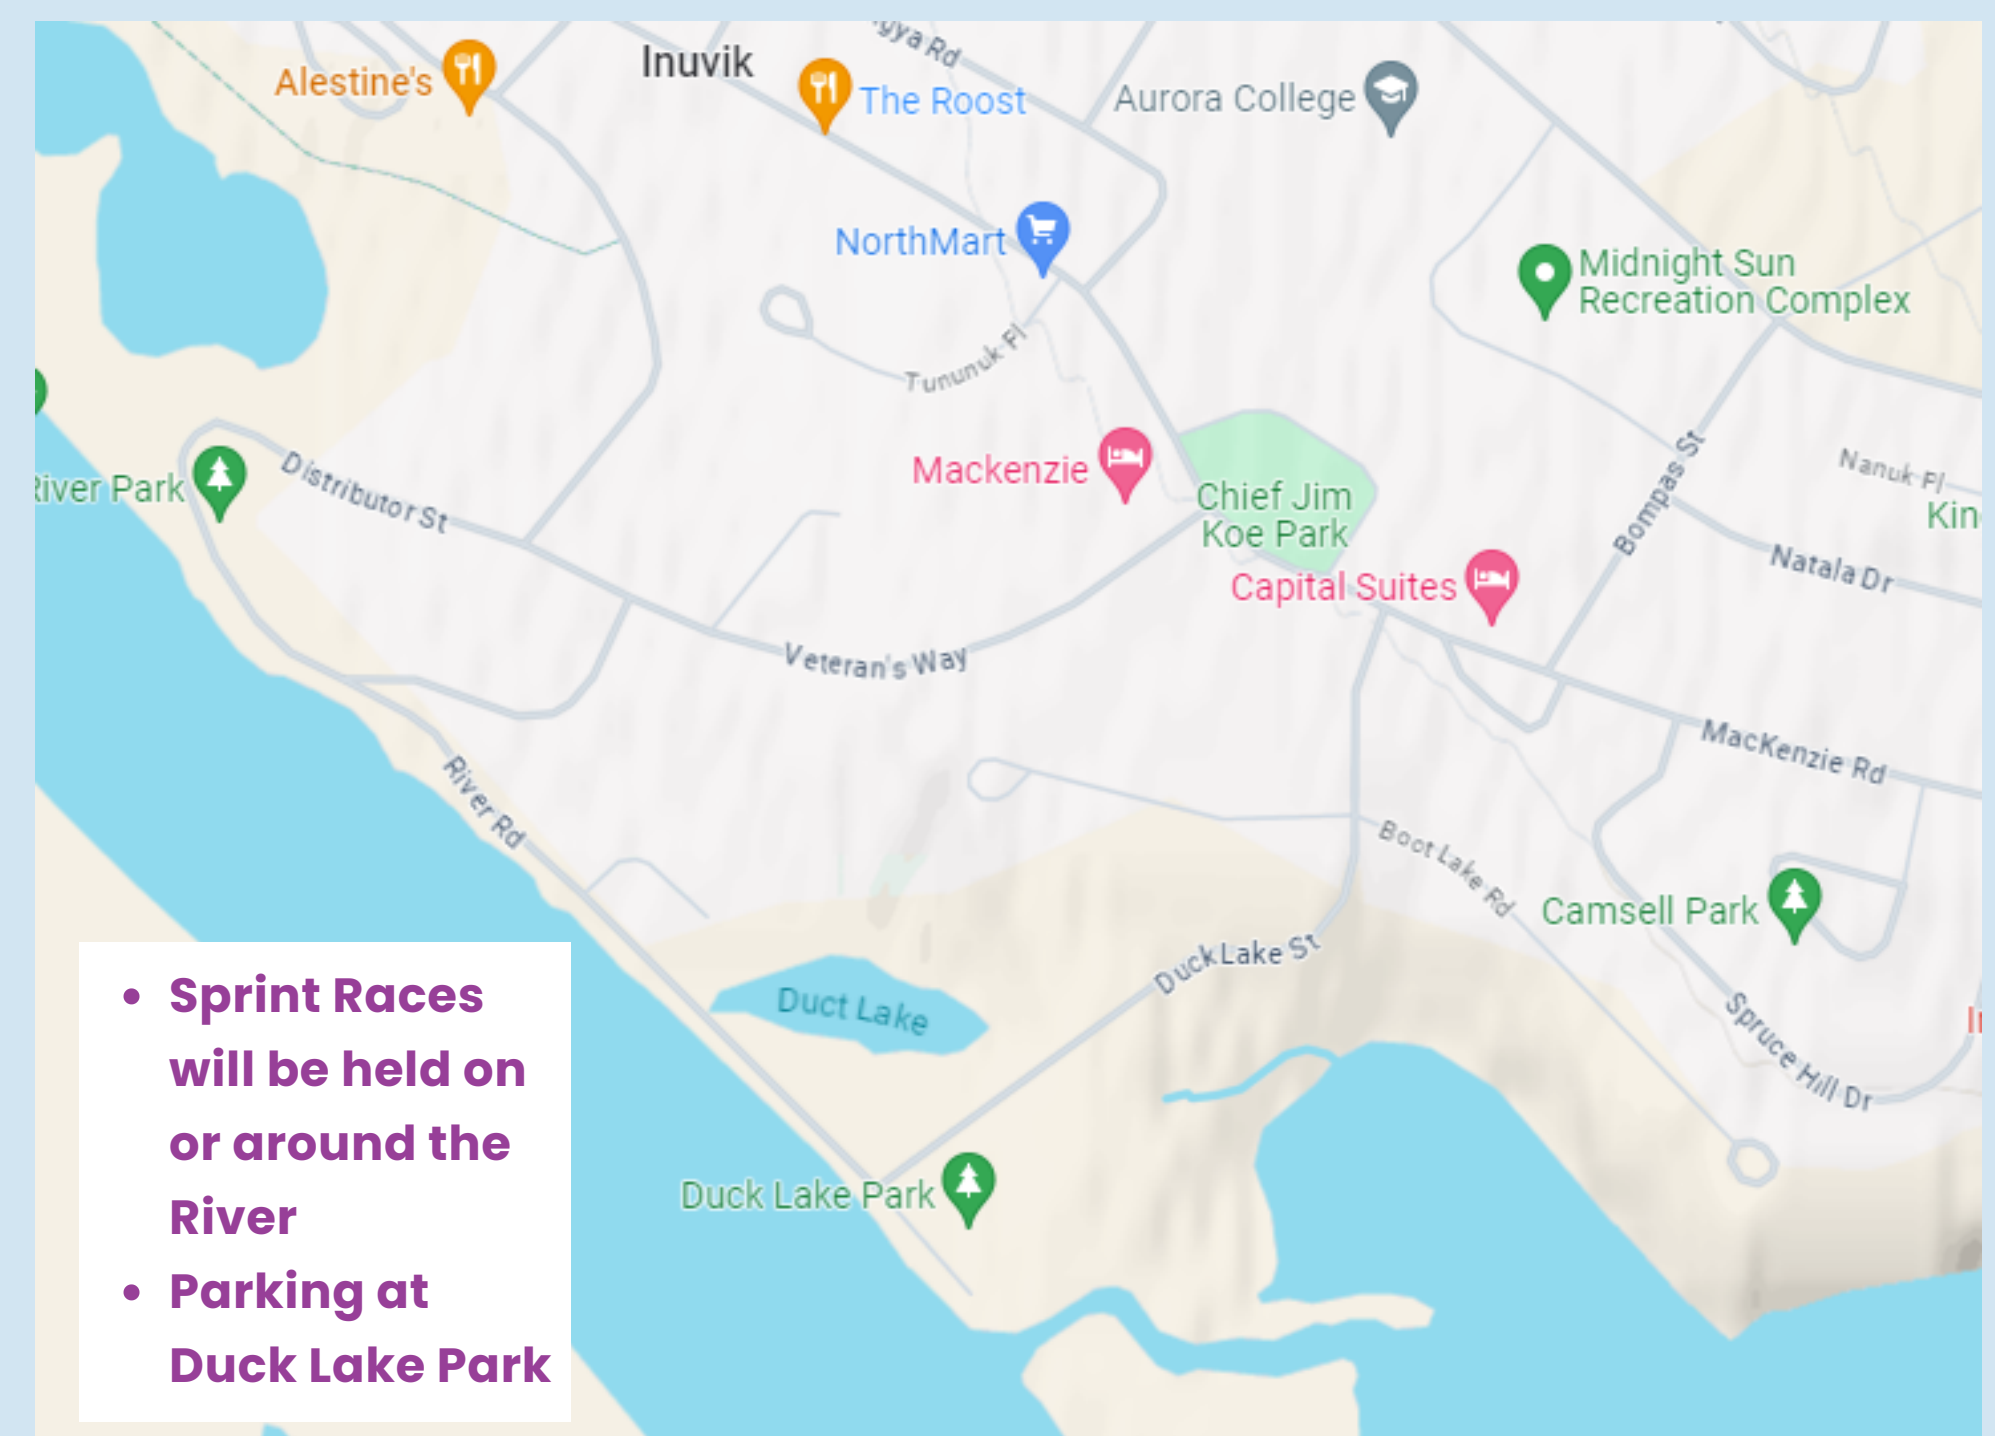 Inuvik
gya Rd
Alestine's
The Roost
Aurora College
NorthMart
Midnight Sun
Recreation Complex
Tununuk Pl
Mackenzie
Distributor St
River Park
Chief Jim
Koe Park
Bompas St
Nanuk Pl
Kin
Natala Dr
Capital Suites
Veteran's Way
MacKenzie Rd
River Rd
Boot Lake Rd
Camsell Park
Duck Lake St
Duct Lake
Spruce Hill Dr
Duck Lake Park
• Sprint Races
will be held on
or around the
River
• Parking at
Duck Lake Park